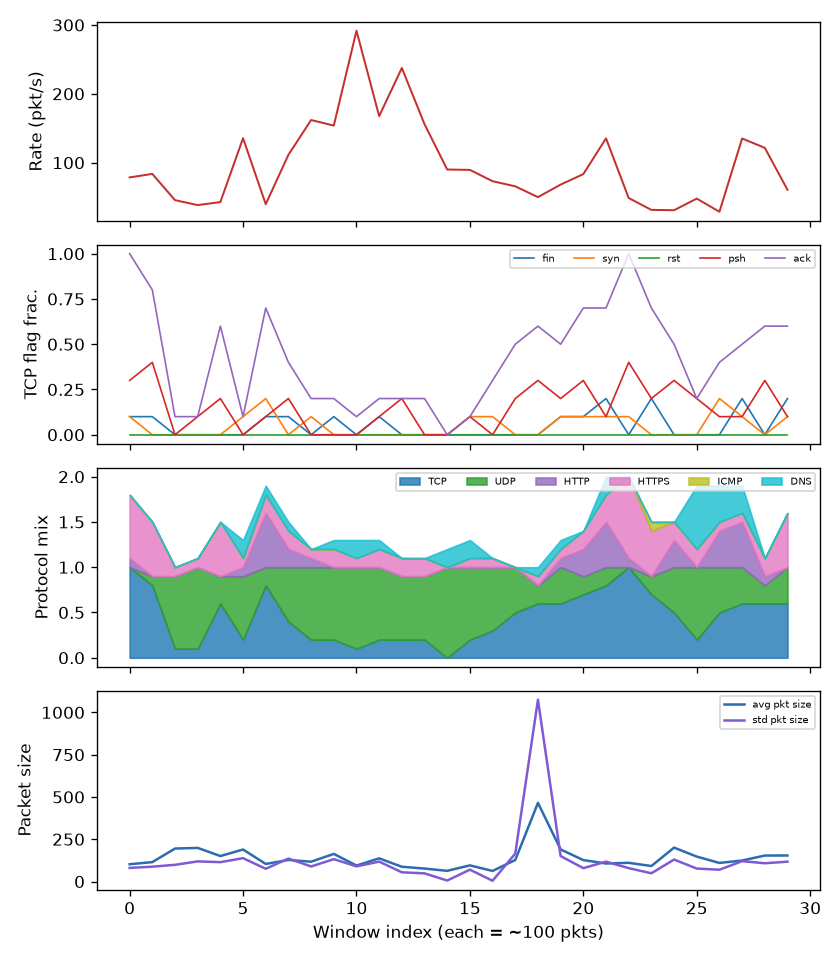 300
200
100
Rate (pkt/s)
1.00
0.75
0.50
0.25
0.00
TCP flag frac.
fin syn rst psh ack
2.0
1.5
1.0
0.5
0.0
Protocol mix
TCP UDP HTTP HTTPS ICMP DNS
1000
750
500
250
0
Packet size
avg pkt size
std pkt size
0 5 10 15 20 25 30
Window index (each = ~100 pkts)